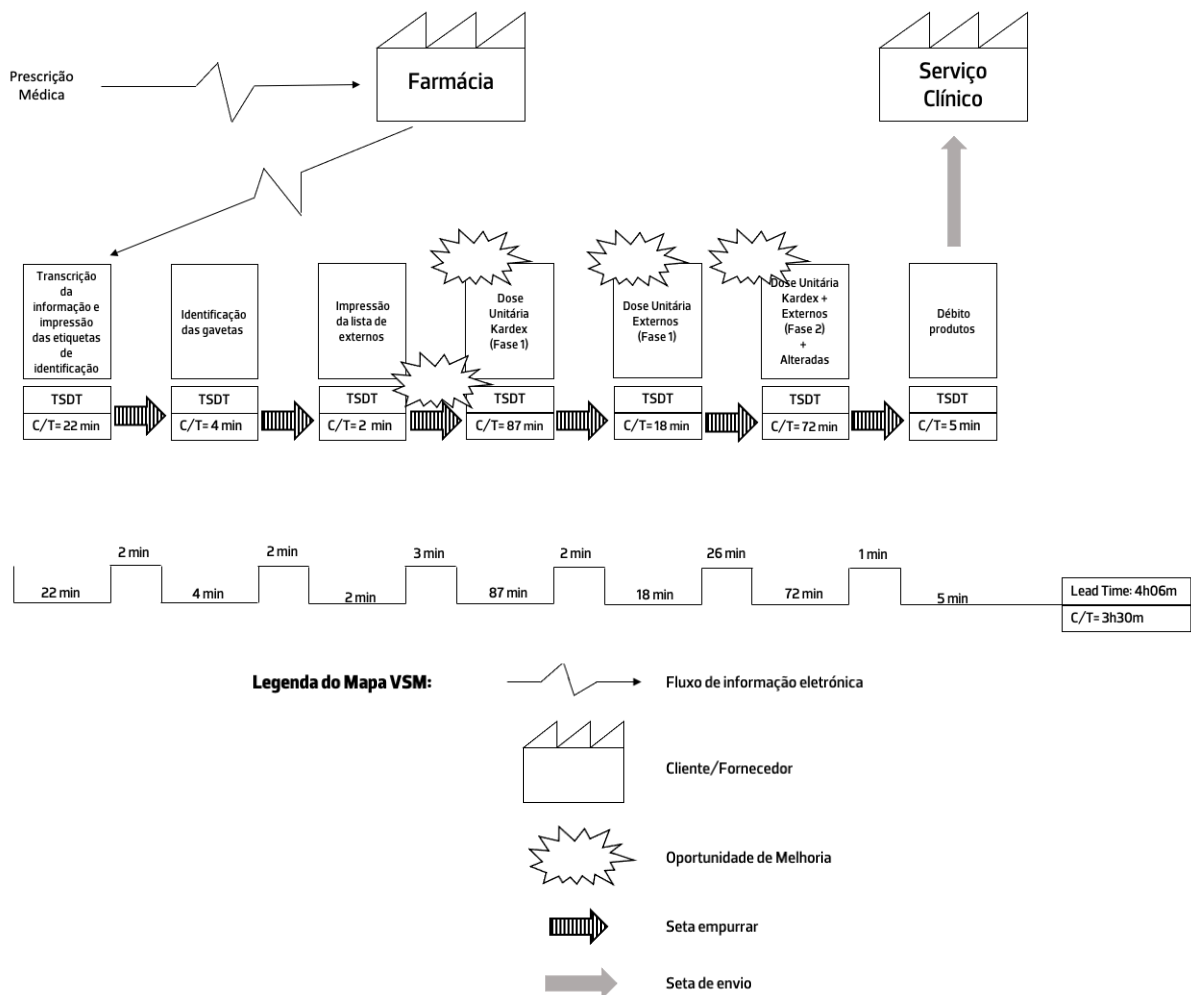 Prescrição
Médica
Farmácia
Serviço
Clínico
Transcrição
da
informação e
impressão
das etiquetas
de
identificação
TSDT
C/T= 22 min
Identificação
das gavetas
TSDT
C/T= 4 min
Impressão
da lista de
externos
TSDT
C/T= 2 min
Dose
Unitária
Kardex
(Fase 1)
TSDT
C/T= 87 min
Dose Unitária
Externos
(Fase 1)
TSDT
C/T= 18 min
Dose Unitária
Kardex +
Externos
(Fase 2)
+
Alteradas
TSDT
C/T= 72 min
Débito
produtos
TSDT
C/T= 5 min
22 min
2 min
4 min
2 min
2 min
3 min
87 min
2 min
18 min
26 min
72 min
1 min
5 min
Lead Time: 4h06m
C/T= 3h30m
Legenda do Mapa VSM:
Fluxo de informação eletrónica
Cliente/Fornecedor
Oportunidade de Melhoria
Seta empurrar
Seta de envio